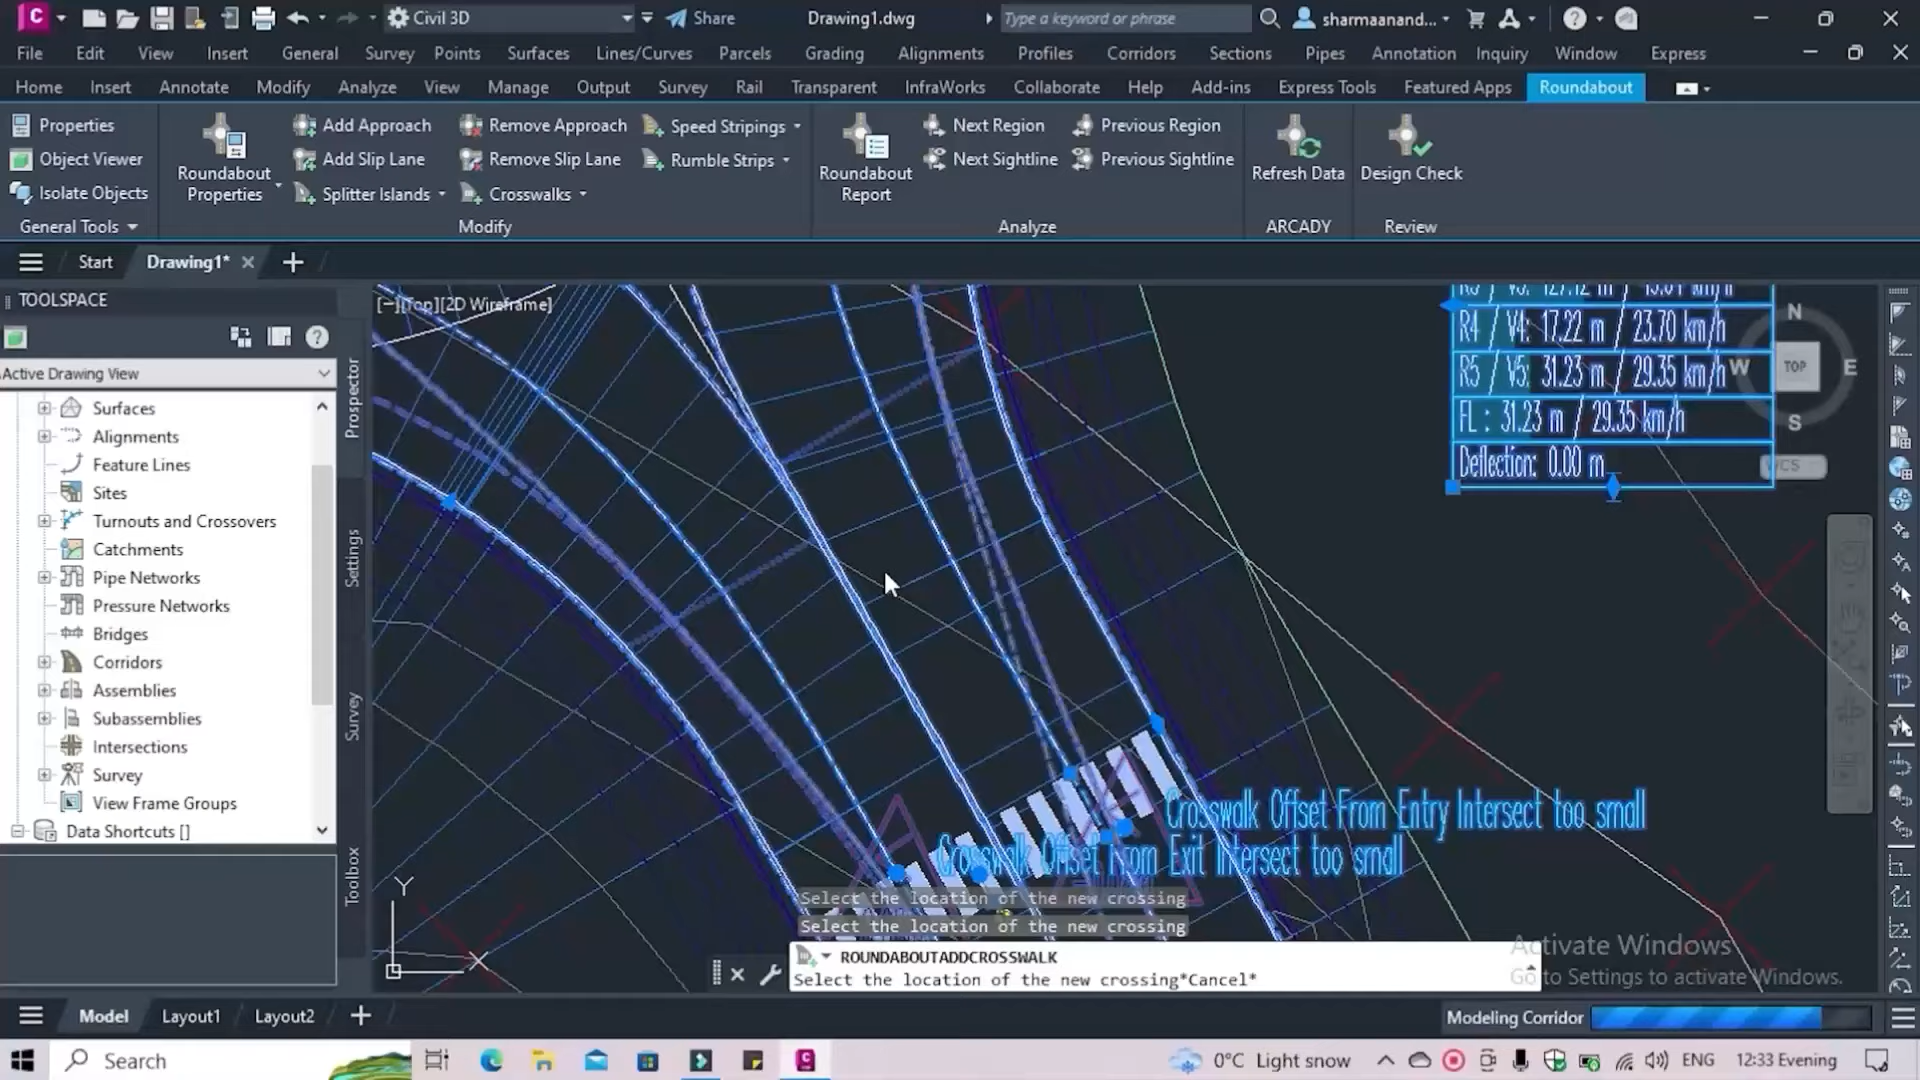 Civil 3D
Share
Drawing1.dwg
Type a keyword or phrase
sharmaanand...
File Edit View Insert General Survey Points Surfaces Lines/Curves Parcels Grading Alignments Profiles Corridors Sections Pipes Annotation Inquiry Window Express
Home Insert Annotate Modify Analyze View Manage Output Survey Rail Transparent InfraWorks Collaborate Help Add-ins Express Tools Featured Apps Roundabout
Properties
Object Viewer
Isolate Objects
General Tools
Roundabout
Properties
Add Approach
Add Slip Lane
Splitter Islands
Remove Approach
Remove Slip Lane
Crosswalks
Speed Stripings
Rumble Strips
Modify
Roundabout
Report
Next Region
Next Sightline
Previous Region
Previous Sightline
Analyze
Refresh Data
ARCADY
Design Check
Review
Start
Drawing1*
TOOLSPACE
Active Drawing View
Surfaces
Alignments
Feature Lines
Sites
Turnouts and Crossovers
Catchments
Pipe Networks
Pressure Networks
Bridges
Corridors
Assemblies
Subassemblies
Intersections
Survey
View Frame Groups
Data Shortcuts []
Prospector
Settings
Survey
Toolbox
[−][Top][2D Wireframe]
R4 / V4: 17.22 m / 23.70 km/h
R5 / V5: 31.23 m / 29.35 km/h
FL : 31.23 m / 29.35 km/h
Deflection: 0.00 m
N
W
TOP
E
S
WCS
Crosswalk Offset From Entry Intersect too small
Crosswalk Offset From Exit Intersect too small
Y
X
Select the location of the new crossing
Select the location of the new crossing
ROUNDABOUTADDCROSSWALK
Select the location of the new crossing*Cancel*
Activate Windows
Go to Settings to activate Windows.
Model
Layout1
Layout2
Modeling Corridor
Search
0°C Light snow
ENG
12:33 Evening